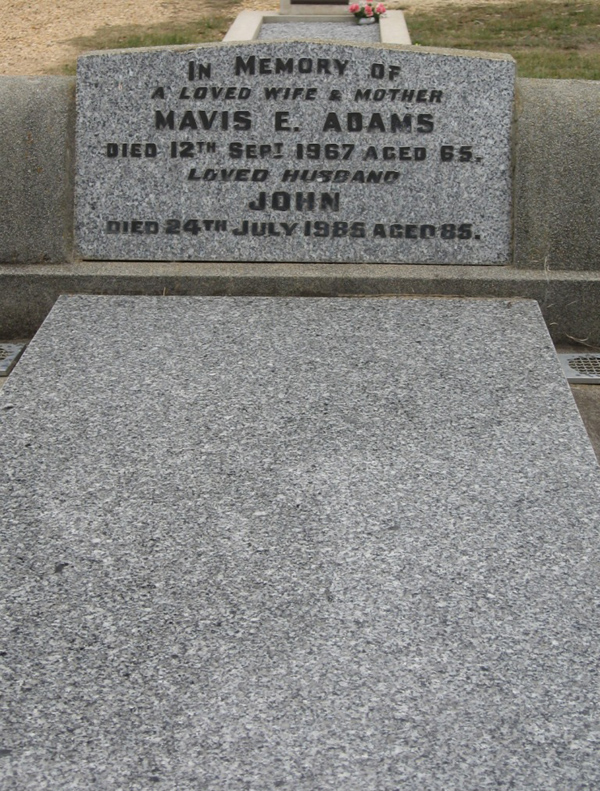 In Memory of
A LOVED WIFE & MOTHER
MAVIS E. ADAMS
DIED 12TH SEPT 1967 AGED 65.
LOVED HUSBAND
JOHN
DIED 24TH JULY 1985 AGED 85.